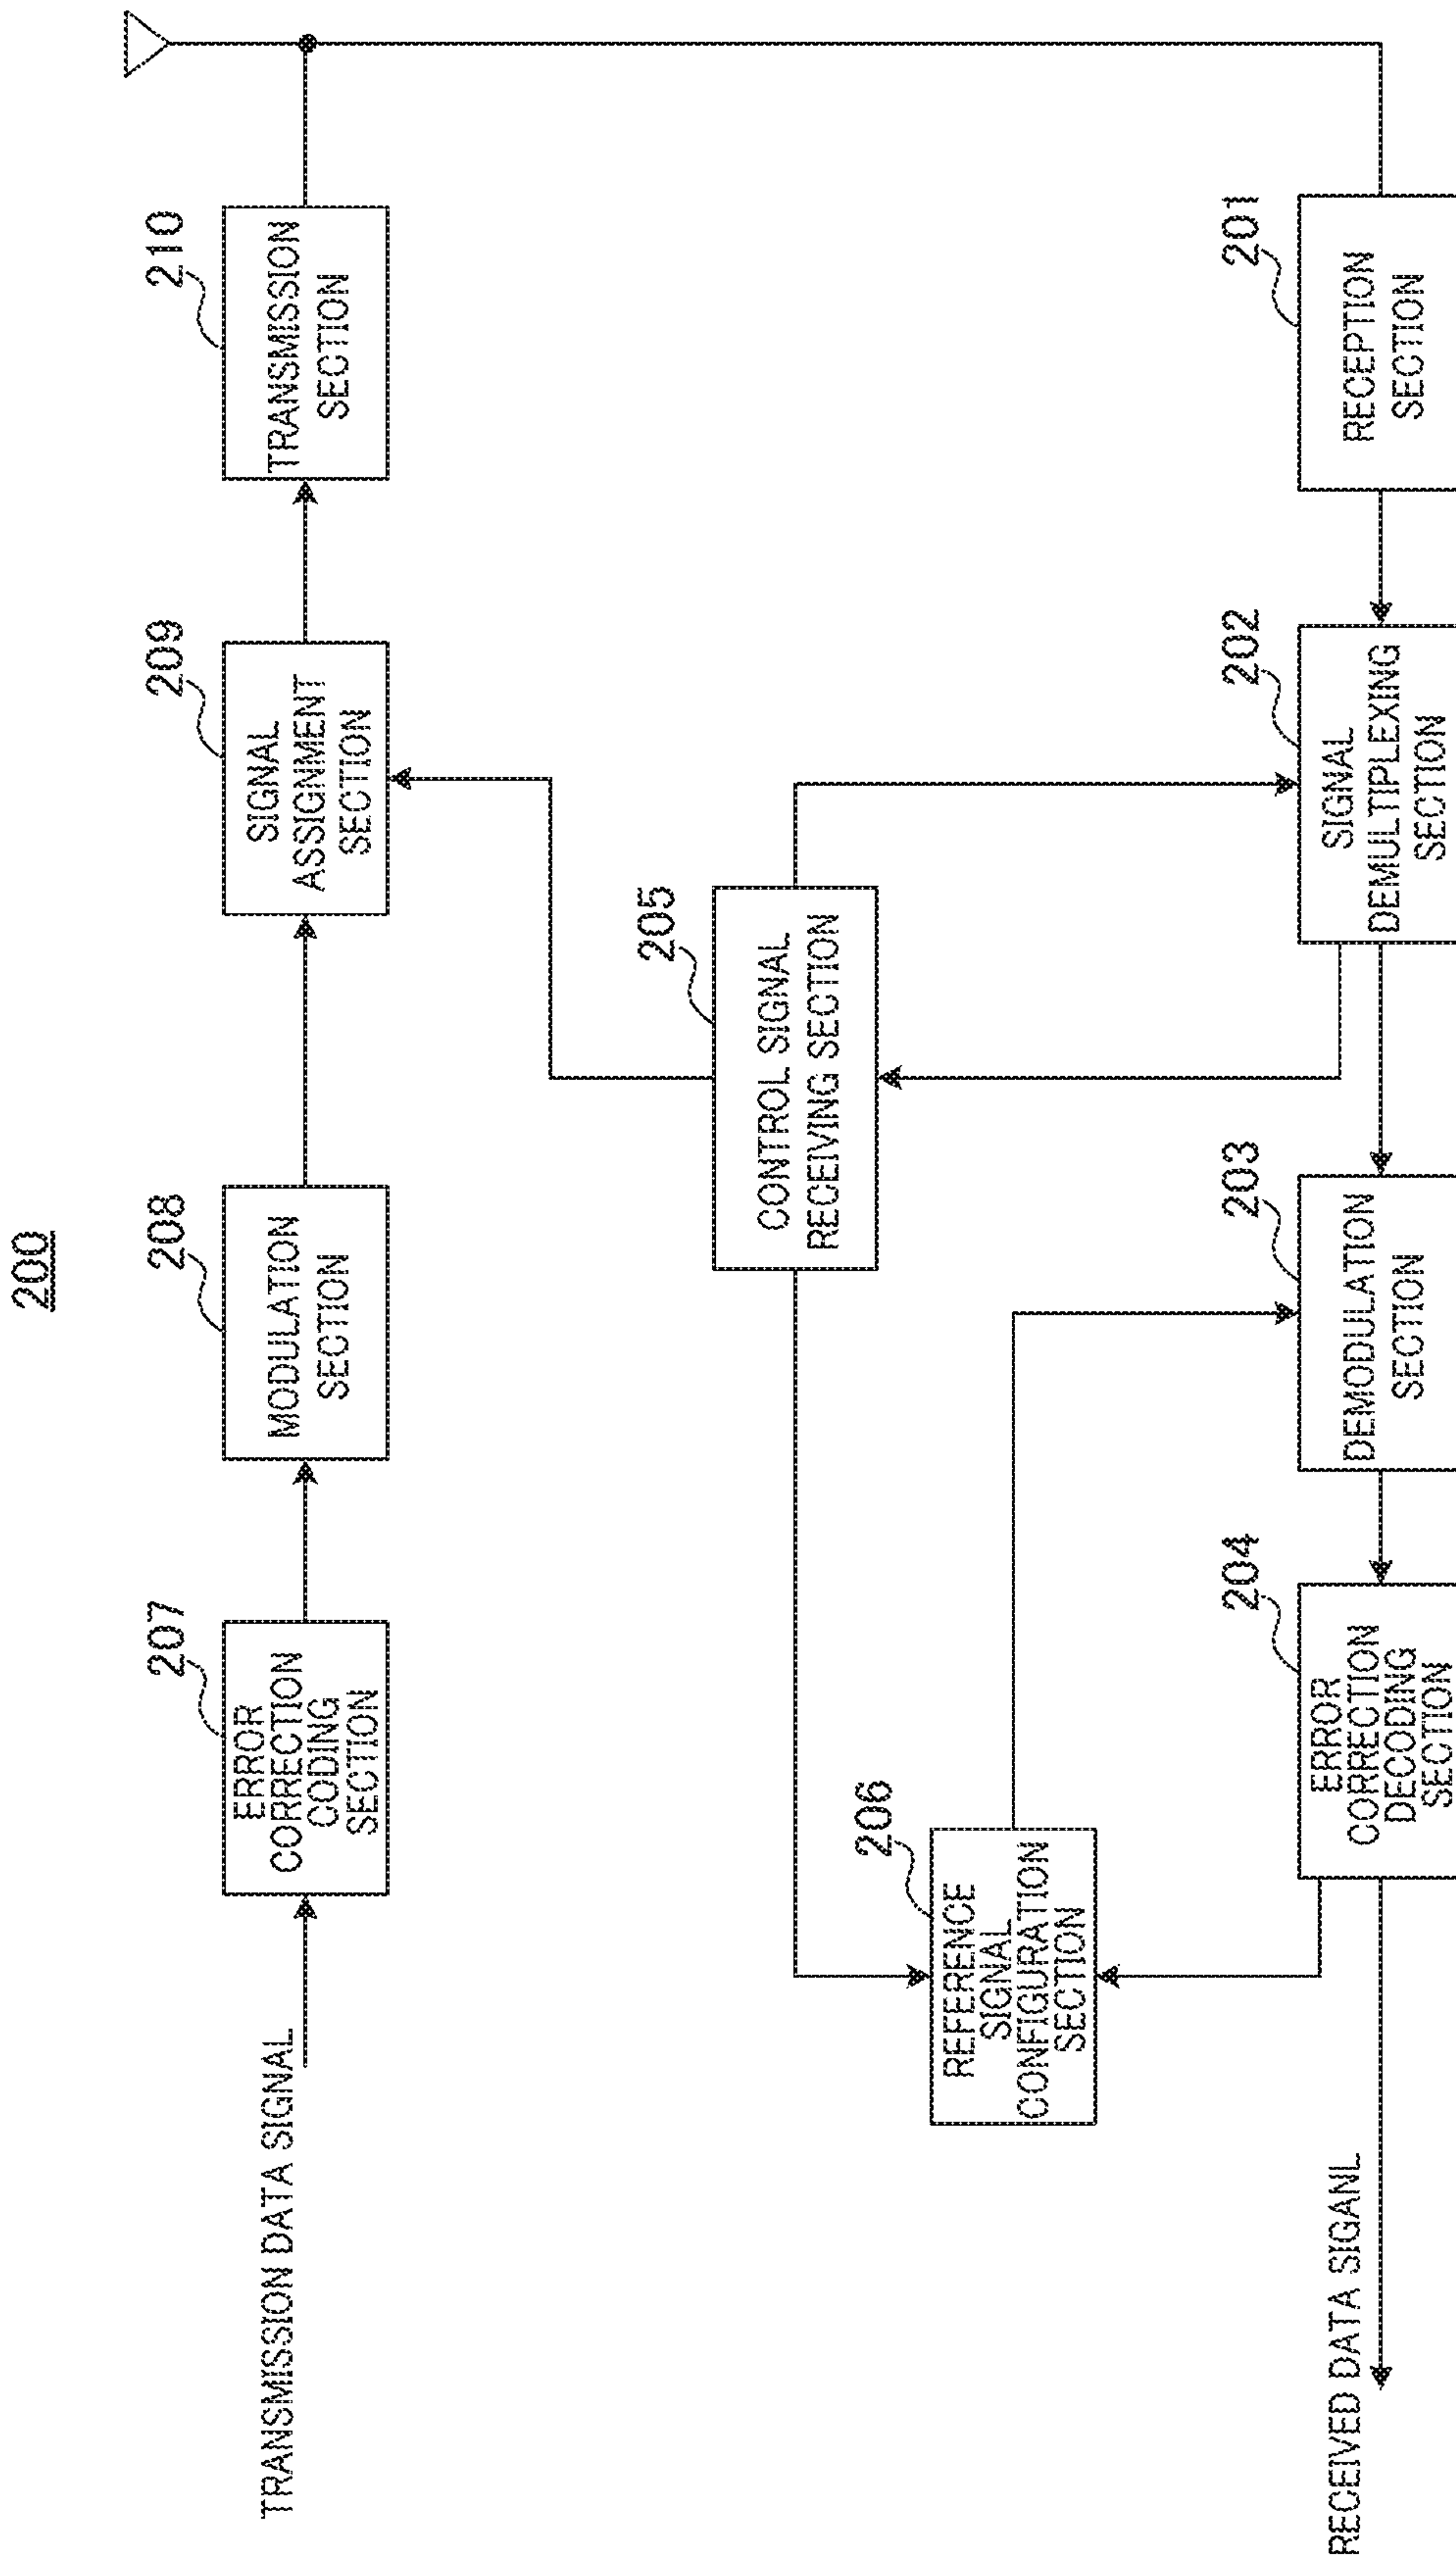 200
TRANSMISSION DATA SIGNAL
207
ERROR
CORRECTION
CODING
SECTION
208
MODULATION
SECTION
209
SIGNAL
ASSIGNMENT
SECTION
210
TRANSMISSION
SECTION
205
CONTROL SIGNAL
RECEIVING SECTION
206
REFERENCE
SIGNAL
CONFIGURATION
SECTION
RECEIVED DATA SIGANL
204
ERROR
CORRECTION
DECODING
SECTION
203
DEMODULATION
SECTION
202
SIGNAL
DEMULTIPLEXING
SECTION
201
RECEPTION
SECTION